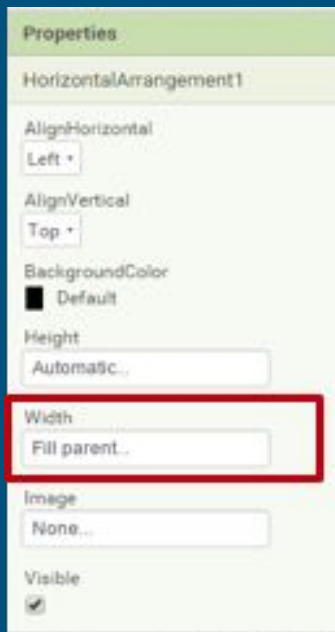 Properties
HorizontalArrangement1
AlignHorizontal
Left
AlignVertical
Top
BackgroundColor
Default
Height
Automatic...
Width
Fill parent...
Image
None...
Visible